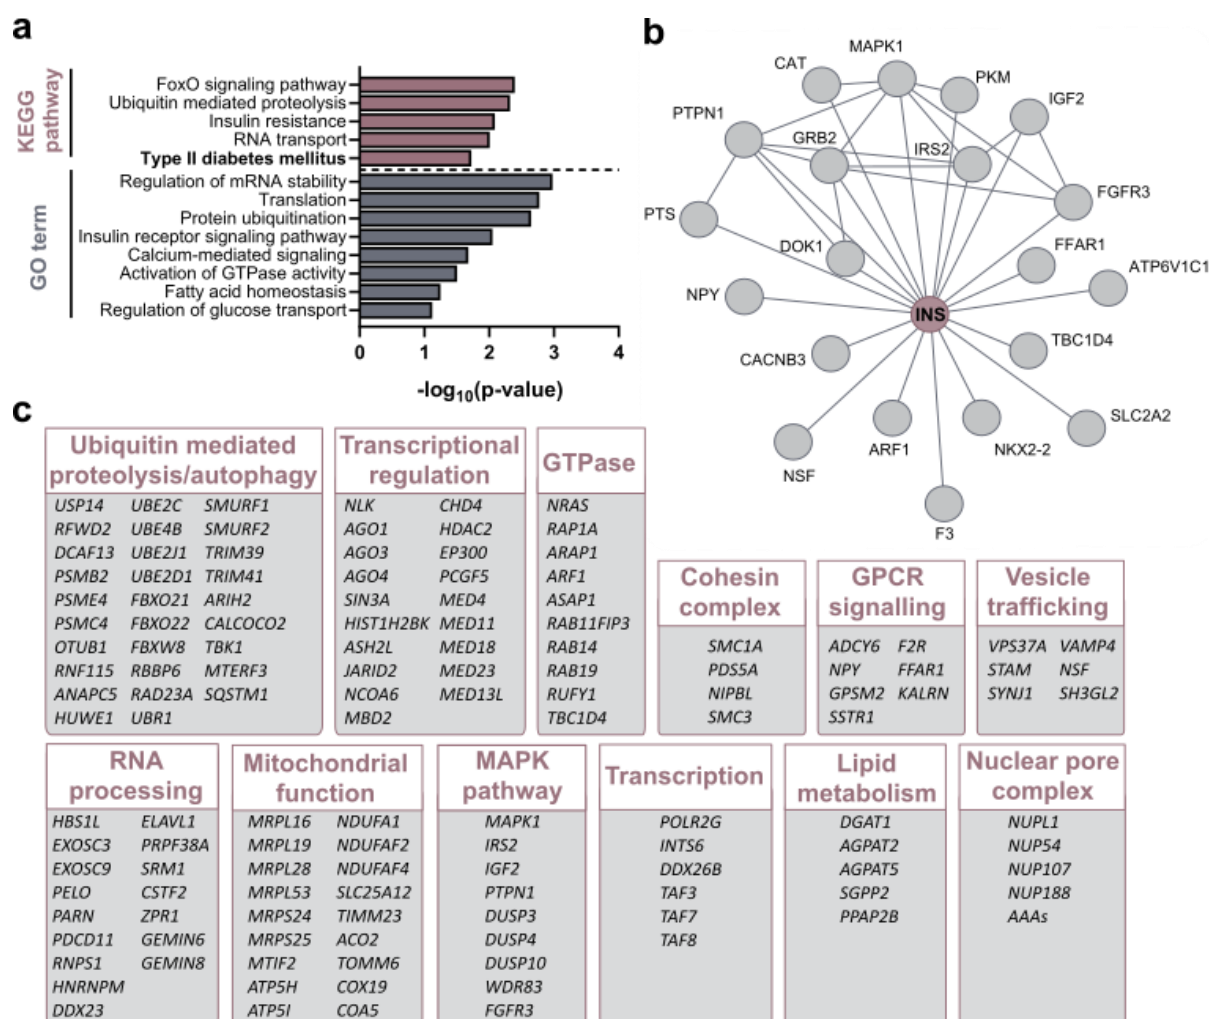 a
KEGG pathway
FoxO signaling pathway
Ubiquitin mediated proteolysis
Insulin resistance
RNA transport
Type II diabetes mellitus
GO term
Regulation of mRNA stability
Translation
Protein ubiquitination
Insulin receptor signaling pathway
Calcium-mediated signaling
Activation of GTPase activity
Fatty acid homeostasis
Regulation of glucose transport
0 1 2 3 4
-log10(p-value)
b
MAPK1
CAT
PKM
IGF2
PTPN1
GRB2
IRS2
FGFR3
PTS
DOK1
FFAR1
ATP6V1C1
NPY
INS
CACNB3
TBC1D4
SLC2A2
ARF1
NKX2-2
NSF
F3
c
Ubiquitin mediated
proteolysis/autophagy
USP14 UBE2C SMURF1
RFWD2 UBE4B SMURF2
DCAF13 UBE2J1 TRIM39
PSMB2 UBE2D1 TRIM41
PSME4 FBXO21 ARIH2
PSMC4 FBXO22 CALCOCO2
OTUB1 FBXW8 TBK1
RNF115 RBBP6 MTERF3
ANAPC5 RAD23A SQSTM1
HUWE1 UBR1
Transcriptional
regulation
NLK CHD4
AGO1 HDAC2
AGO3 EP300
AGO4 PCGF5
SIN3A MED4
HIST1H2BK MED11
ASH2L MED18
JARID2 MED23
NCOA6 MED13L
MBD2
GTPase
NRAS
RAP1A
ARAP1
ARF1
ASAP1
RAB11FIP3
RAB14
RAB19
RUFY1
TBC1D4
Cohesin
complex
SMC1A
PDS5A
NIPBL
SMC3
GPCR
signalling
ADCY6 F2R
NPY FFAR1
GPSM2 KALRN
SSTR1
Vesicle
trafficking
VPS37A VAMP4
STAM NSF
SYNJ1 SH3GL2
RNA
processing
HBS1L ELAVL1
EXOSC3 PRPF38A
EXOSC9 SRM1
PELO CSTF2
PARN ZPR1
PDCD11 GEMIN6
RNPS1 GEMIN8
HNRNPM
DDX23
Mitochondrial
function
MRPL16 NDUFA1
MRPL19 NDUFAF2
MRPL28 NDUFAF4
MRPL53 SLC25A12
MRPS24 TIMM23
MRPS25 ACO2
MTIF2 TOMM6
ATP5H COX19
ATP5I COA5
MAPK
pathway
MAPK1
IRS2
IGF2
PTPN1
DUSP3
DUSP4
DUSP10
WDR83
FGFR3
Transcription
POLR2G
INTS6
DDX26B
TAF3
TAF7
TAF8
Lipid
metabolism
DGAT1
AGPAT2
AGPAT5
SGPP2
PPAP2B
Nuclear pore
complex
NUPL1
NUP54
NUP107
NUP188
AAAs